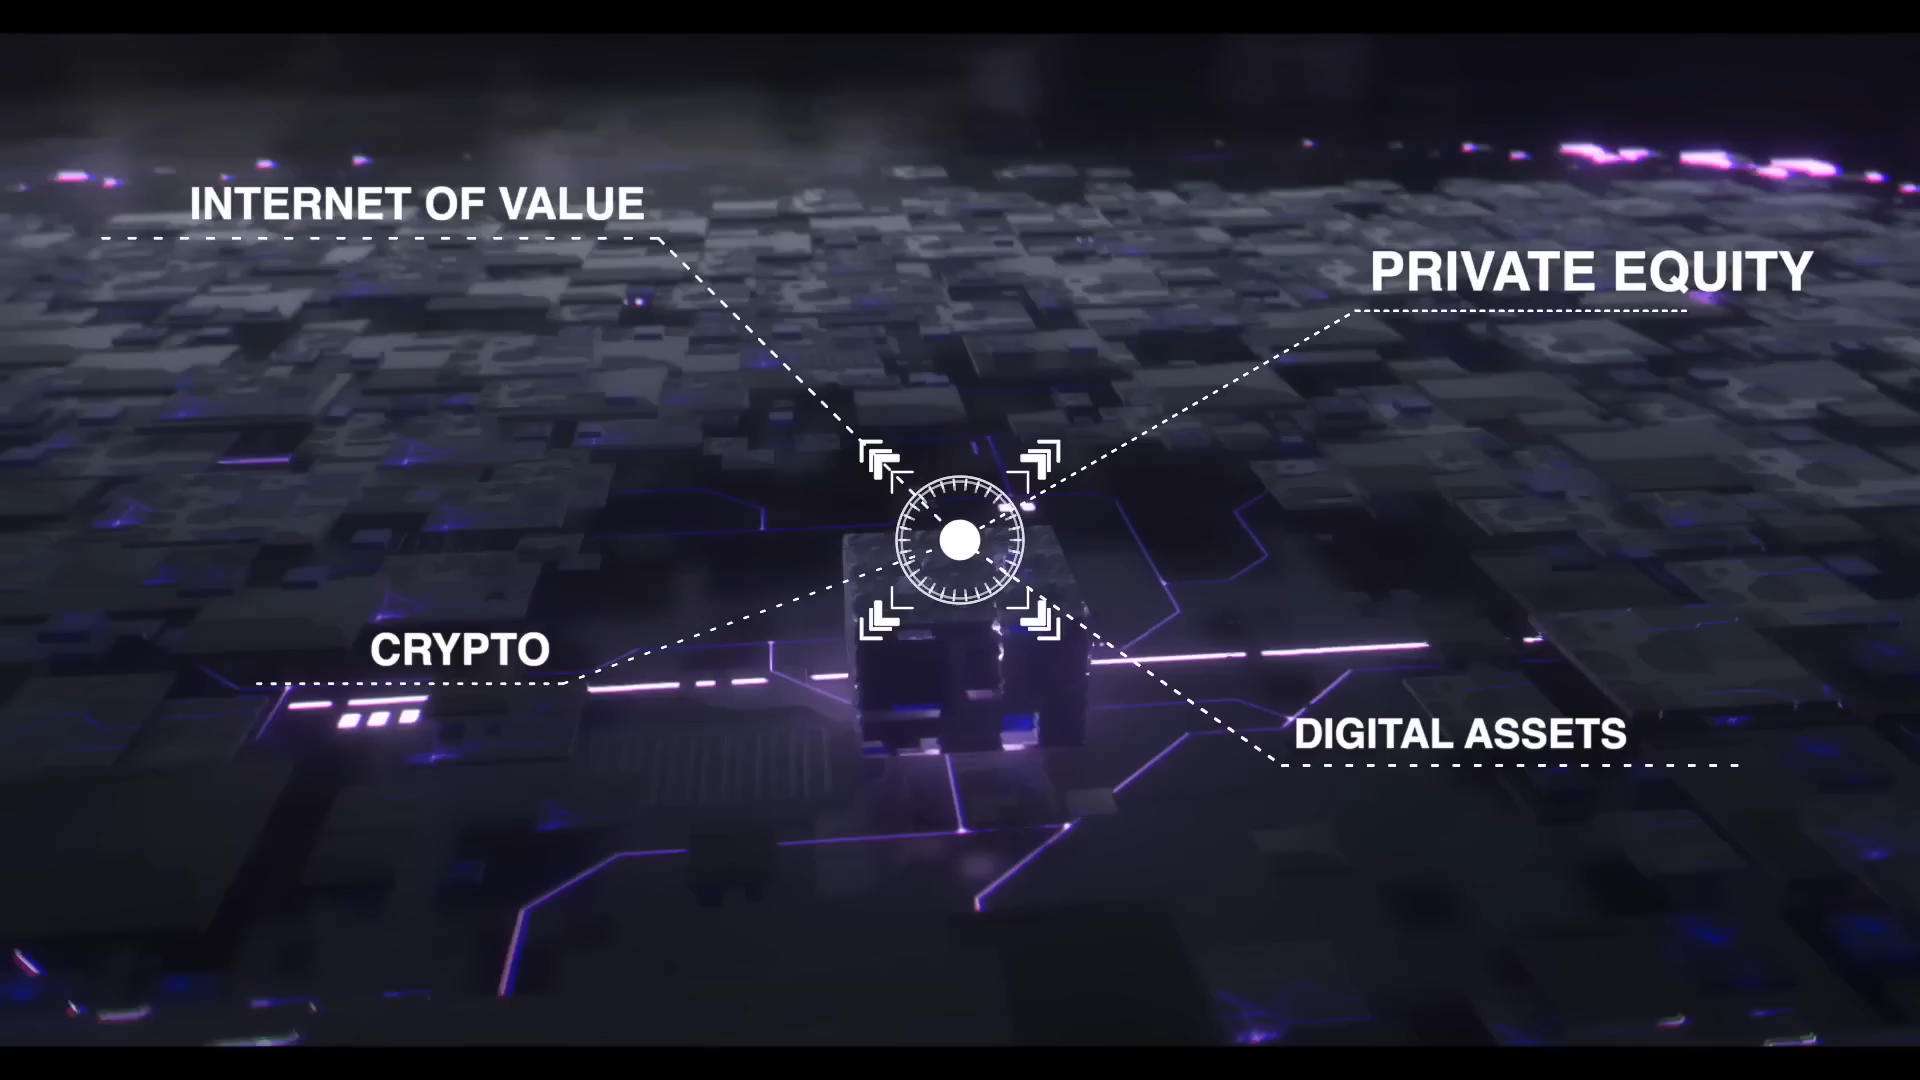 INTERNET OF VALUE
PRIVATE EQUITY
CRYPTO
DIGITAL ASSETS